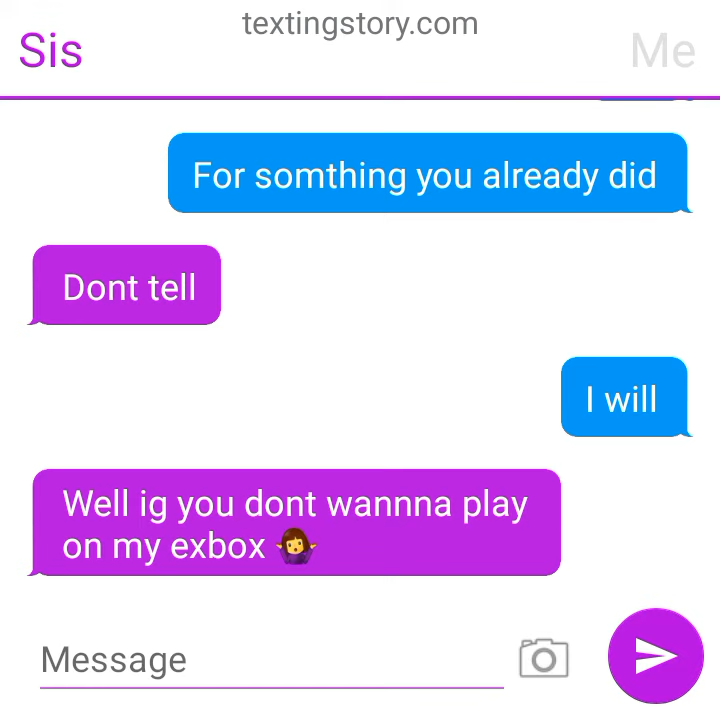 textingstory.com
Sis
Me
For somthing you already did
Dont tell
I will
Well ig you dont wannna play
on my exbox 🤷‍♀️
Message